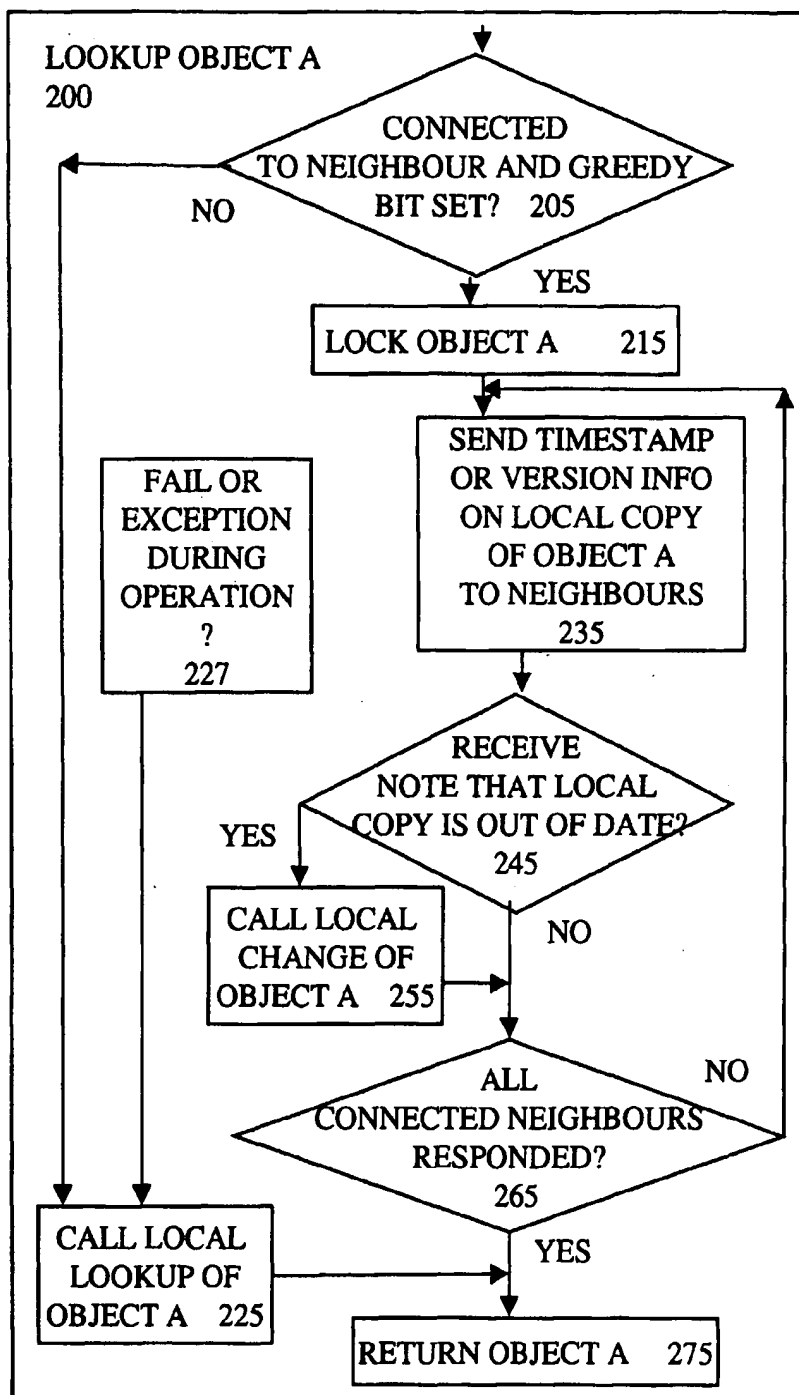 LOOKUP OBJECT A
200
CONNECTED
TO NEIGHBOUR AND GREEDY
BIT SET? 205
NO
YES
LOCK OBJECT A 215
SEND TIMESTAMP
OR VERSION INFO
ON LOCAL COPY
OF OBJECT A
TO NEIGHBOURS
235
FAIL OR
EXCEPTION
DURING
OPERATION
?
227
RECEIVE
NOTE THAT LOCAL
COPY IS OUT OF DATE?
245
YES
NO
CALL LOCAL
CHANGE OF
OBJECT A 255
ALL
CONNECTED NEIGHBOURS
RESPONDED?
265
NO
YES
CALL LOCAL
LOOKUP OF
OBJECT A 225
RETURN OBJECT A 275